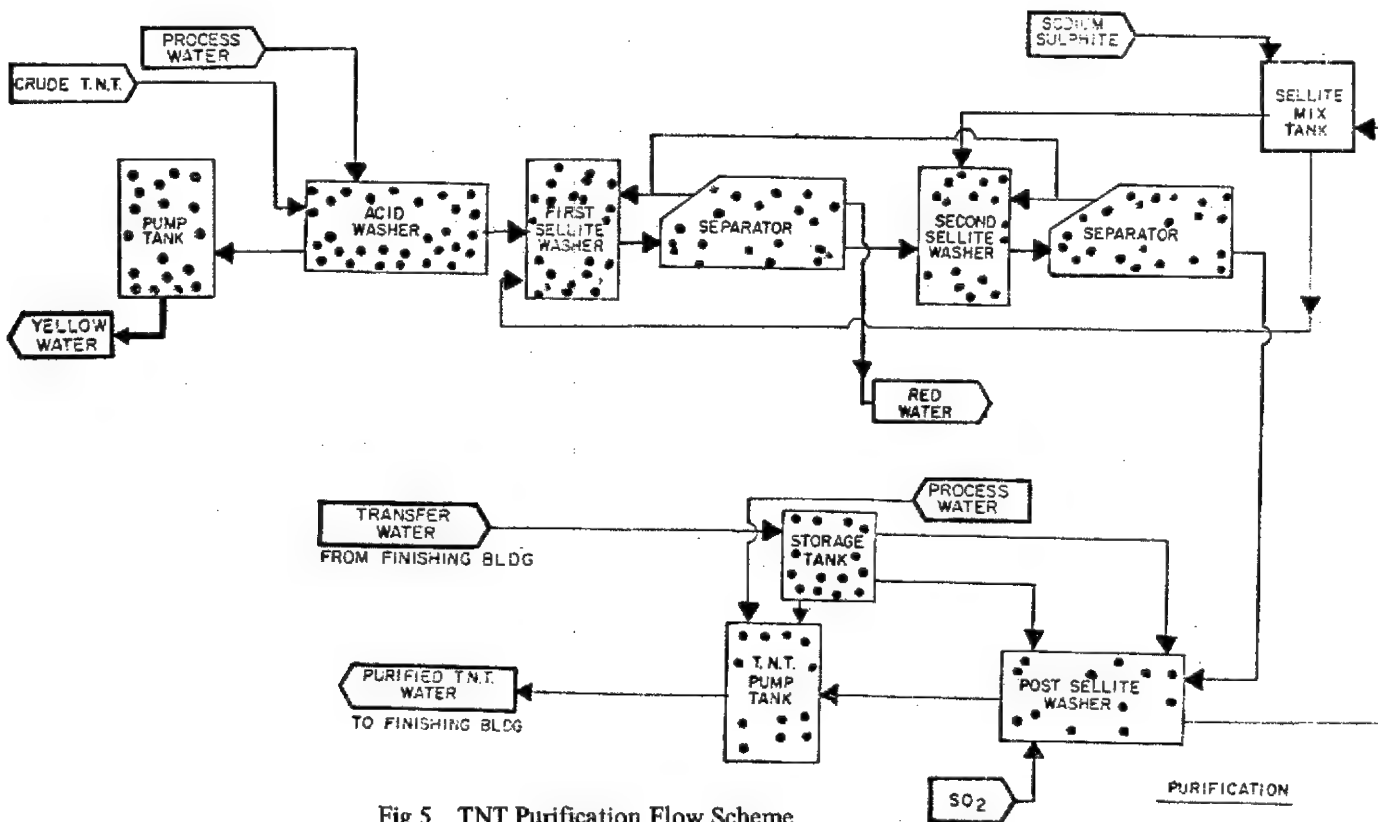 PROCESS
WATER
CRUDE T.N.T.
SODIUM
SULPHITE
SELLITE
MIX
TANK
PUMP
TANK
ACID
WASHER
FIRST
SELLITE
WASHER
SEPARATOR
SECOND
SELLITE
WASHER
SEPARATOR
YELLOW
WATER
RED
WATER
TRANSFER
WATER
FROM FINISHING BLDG
PROCESS
WATER
STORAGE
TANK
PURIFIED T.N.T.
WATER
TO FINISHING BLDG
T.N.T.
PUMP
TANK
POST SELLITE
WASHER
SO2
PURIFICATION
Fig 5 TNT Purification Flow Scheme